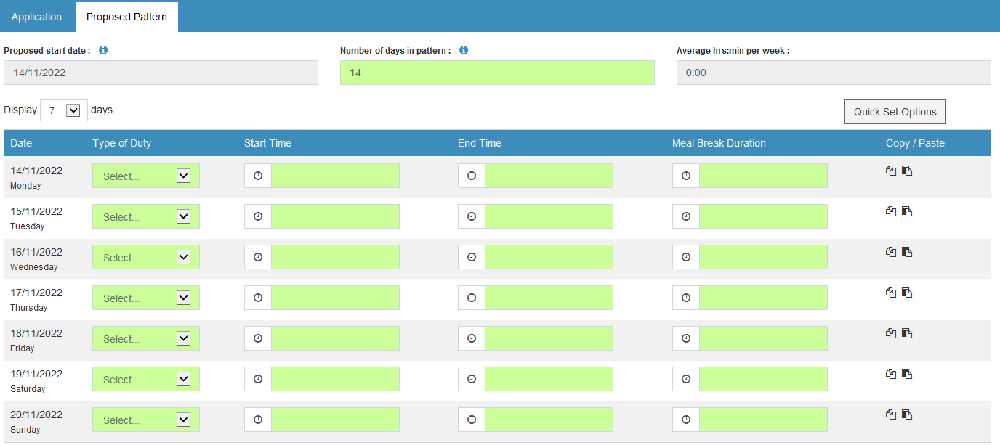 Application Proposed Pattern
Proposed start date : Number of days in pattern : Average hrs:min per week :
14/11/2022 14 0:00
Display 7 days Quick Set Options
Date Type of Duty Start Time End Time Meal Break Duration Copy / Paste
14/11/2022 Select...
Monday
15/11/2022 Select...
Tuesday
16/11/2022 Select...
Wednesday
17/11/2022 Select...
Thursday
18/11/2022 Select...
Friday
19/11/2022 Select...
Saturday
20/11/2022 Select...
Sunday